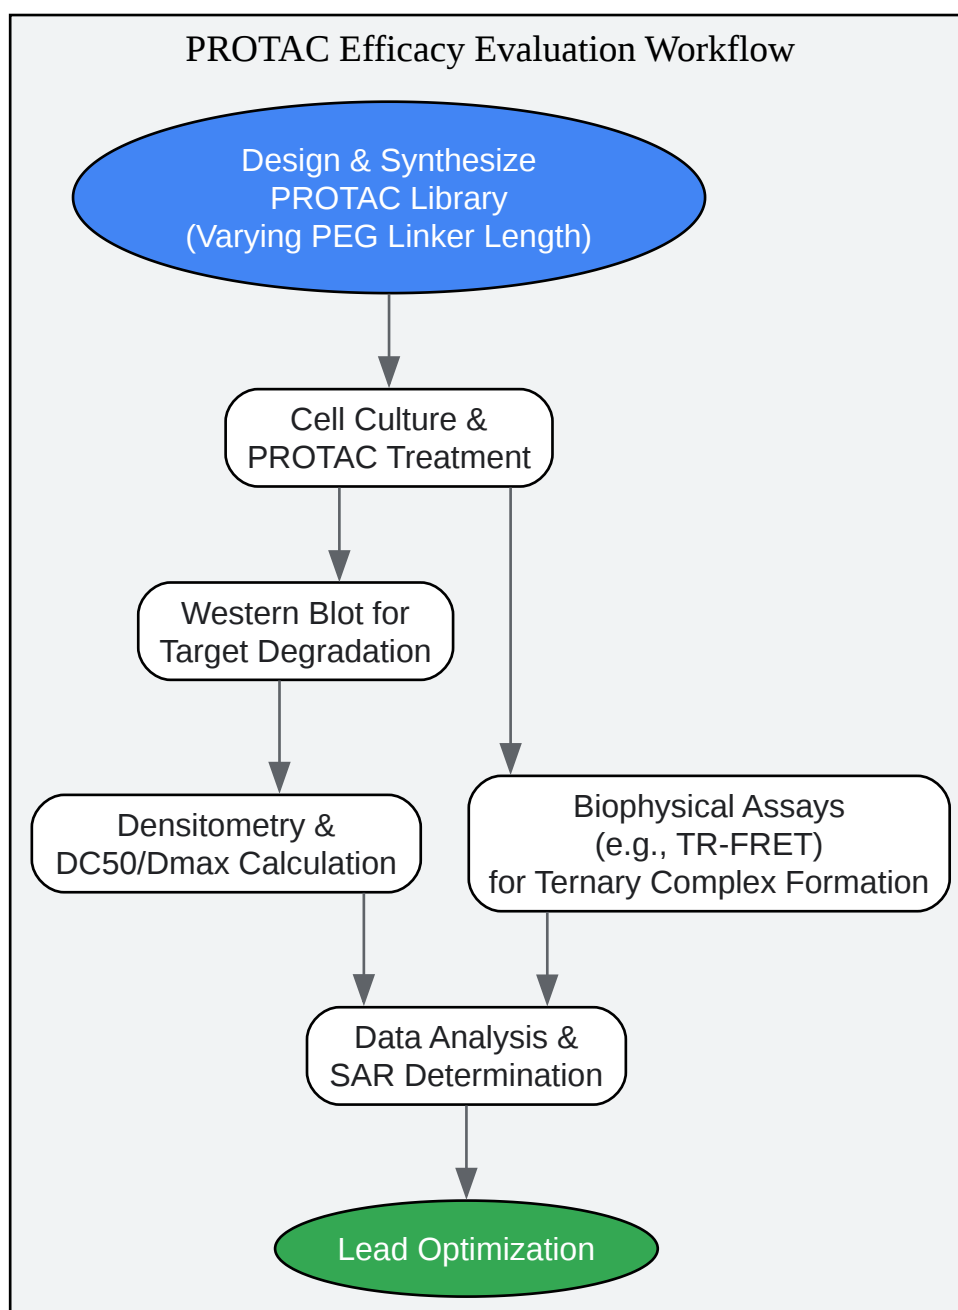 PROTAC Efficacy Evaluation Workflow
Design & Synthesize
PROTAC Library
(Varying PEG Linker Length)
Cell Culture &
PROTAC Treatment
Western Blot for
Target Degradation
Densitometry &
DC50/Dmax Calculation
Biophysical Assays
(e.g., TR-FRET)
for Ternary Complex Formation
Data Analysis &
SAR Determination
Lead Optimization